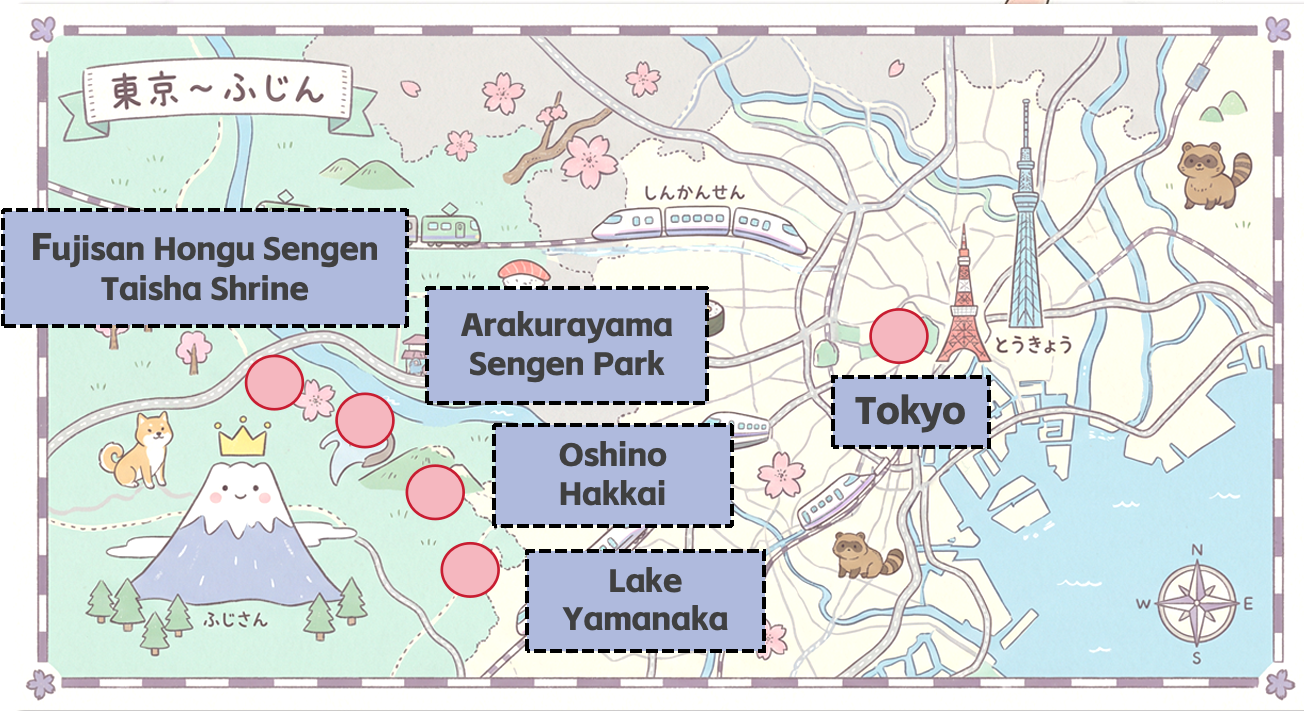 東京～ふじん
しんかんせん
Fujisan Hongu Sengen
Taisha Shrine
Arakurayama
Sengen Park
とうきょう
Tokyo
Oshino
Hakkai
Lake
Yamanaka
ふじさん
N
W
E
S